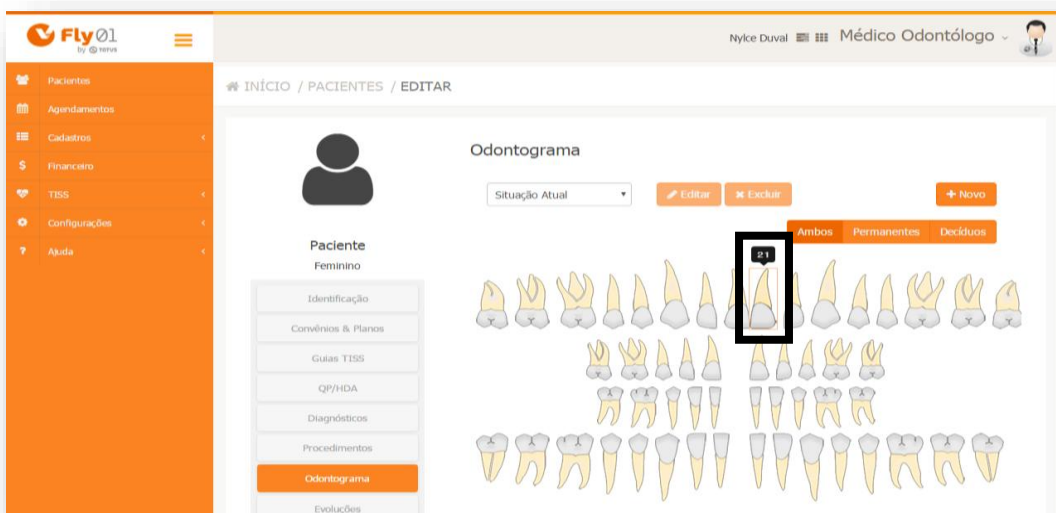 Fly01
by servs
Nylce Duval Médico Odontólogo
Pacientes
Agendamentos
Cadastros
Financeiro
TISS
Configurações
Ajuda
INÍCIO / PACIENTES / EDITAR
Paciente
Feminino
Identificação
Convênios & Planos
Guias TISS
QP/HDA
Diagnósticos
Procedimentos
Odontograma
Evoluções
Odontograma
Situação Atual
Editar
Excluir
Novo
Ambos Permanentes Decíduos
21